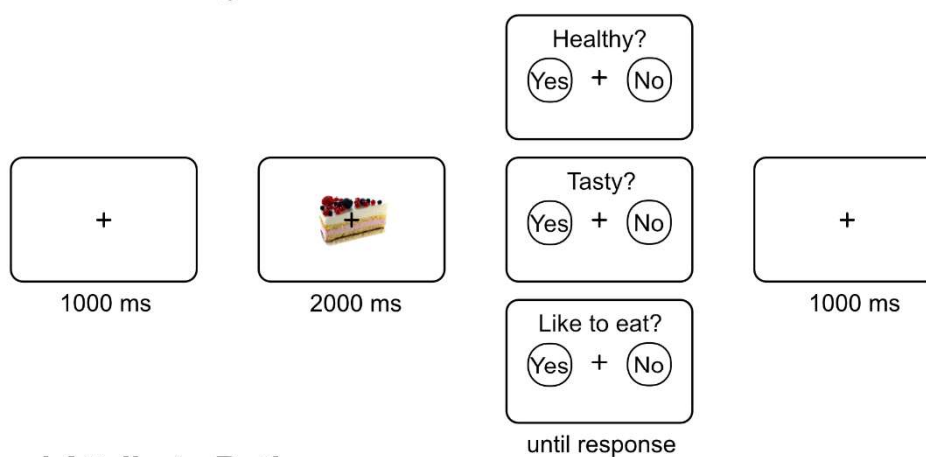 Healthy?
Yes + No
+
1000 ms
+
2000 ms
Tasty?
Yes + No
Like to eat?
Yes + No
until response
+
1000 ms